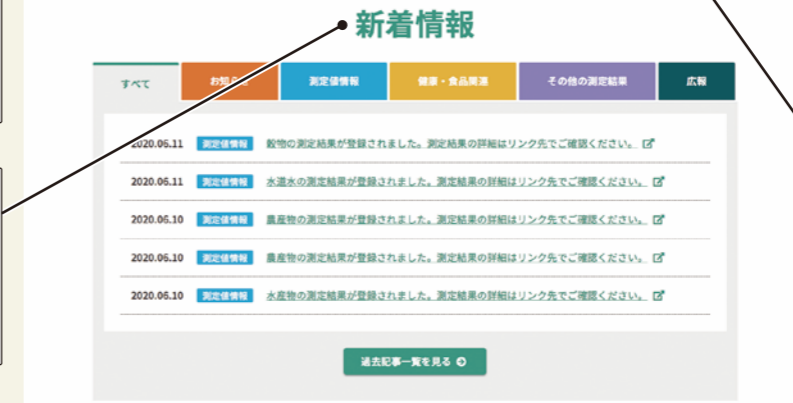 新着情報
すべて お知らせ 測定値情報 健康・食品関連 その他の測定結果 広報
2020.06.11 測定値情報 穀物の測定結果が登録されました。測定結果の詳細はリンク先でご確認ください。
2020.06.11 測定値情報 水道水の測定結果が登録されました。測定結果の詳細はリンク先でご確認ください。
2020.06.10 測定値情報 農産物の測定結果が登録されました。測定結果の詳細はリンク先でご確認ください。
2020.06.10 測定値情報 農産物の測定結果が登録されました。測定結果の詳細はリンク先でご確認ください。
2020.06.10 測定値情報 水産物の測定結果が登録されました。測定結果の詳細はリンク先でご確認ください。
過去記事一覧を見る